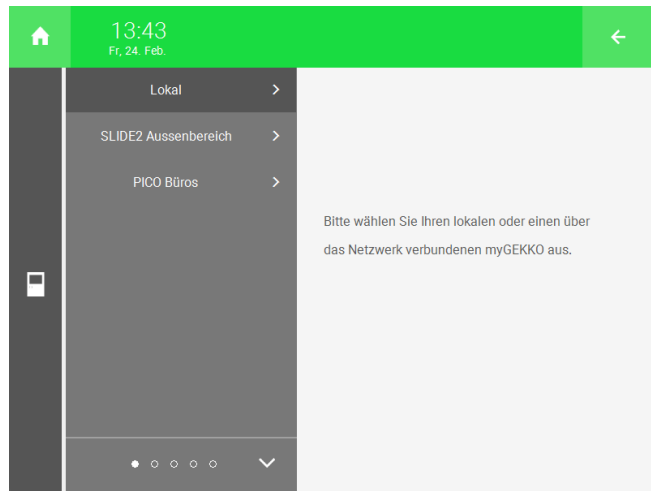 13:43
Fr, 24. Feb.
Lokal
SLIDE2 Aussenbereich
PICO Büros
Bitte wählen Sie Ihren lokalen oder einen über
das Netzwerk verbundenen myGEKKO aus.